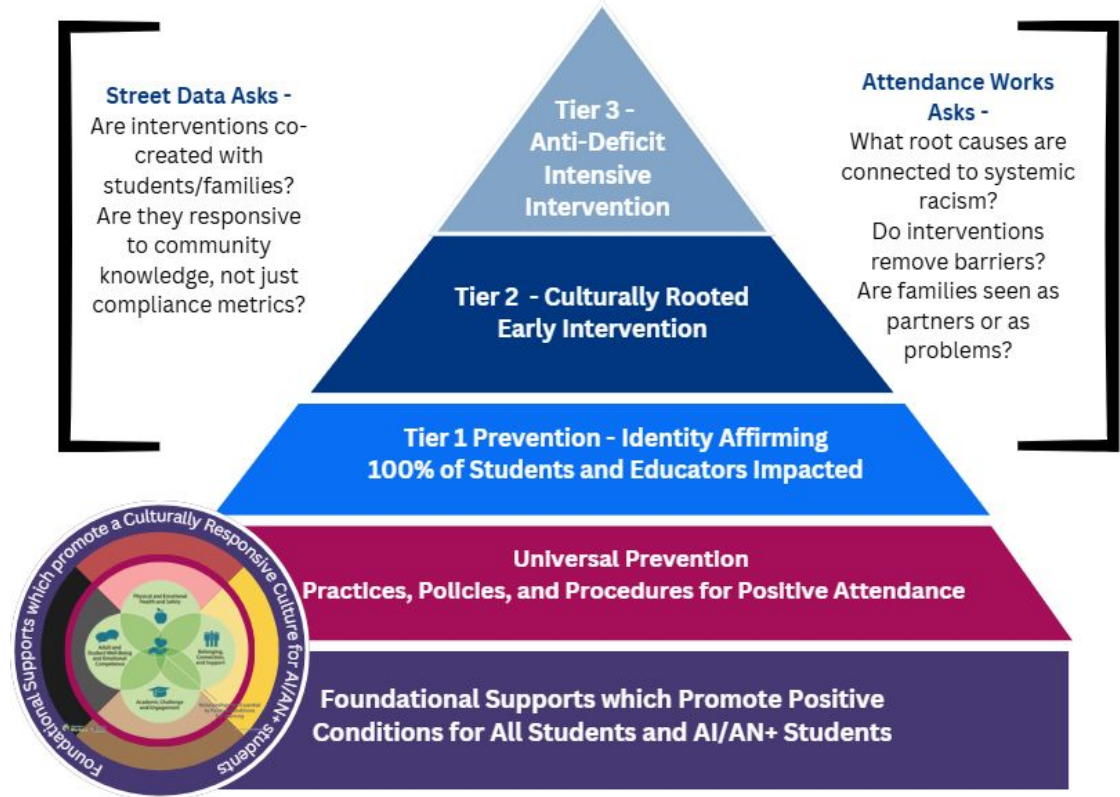 Street Data Asks -
Are interventions co-
created with
students/families?
Are they responsive
to community
knowledge, not just
compliance metrics?
Tier 3 -
Anti-Deficit
Intensive
Intervention
Attendance Works
Asks -
What root causes are
connected to systemic
racism?
Do interventions
remove barriers?
Are families seen as
partners or as
problems?
Tier 2 - Culturally Rooted
Early Intervention
Tier 1 Prevention - Identity Affirming
100% of Students and Educators Impacted
Universal Prevention
Practices, Policies, and Procedures for Positive Attendance
Foundational Supports which promote a Culturally Responsive Culture for AI/AN+ students
Physical and Emotional
Health and Safety
Adult and
Student Well-Being
and Emotional
Competence
Belonging,
Connection,
and Support
Academic Challenge
and Engagement
Foundational Supports which Promote Positive
Conditions for All Students and AI/AN+ Students